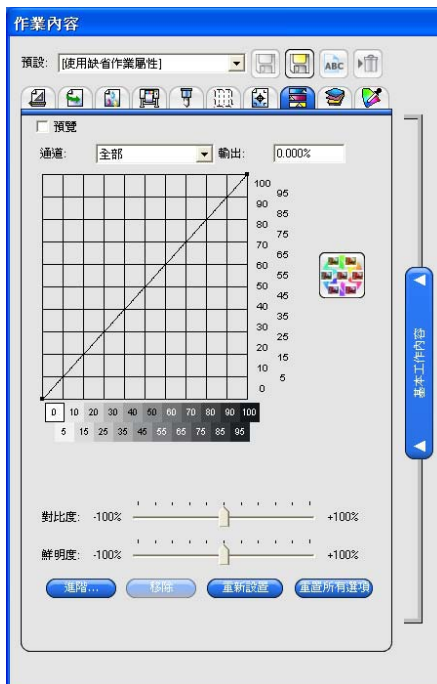 作業內容
預設: [使用缺省作業屬性]
ABC
預覽
通道: 全部 輸出: 0.000%
100
95
90
85
80
75
70
65
60
55
50
45
40
35
30
25
20
15
10
5
0
0 10 20 30 40 50 60 70 80 90 100
5 15 25 35 45 55 65 75 85 95
基本工作內容
對比度: -100% +100%
鮮明度: -100% +100%
進階... 移除 重新設置 重置所有選項